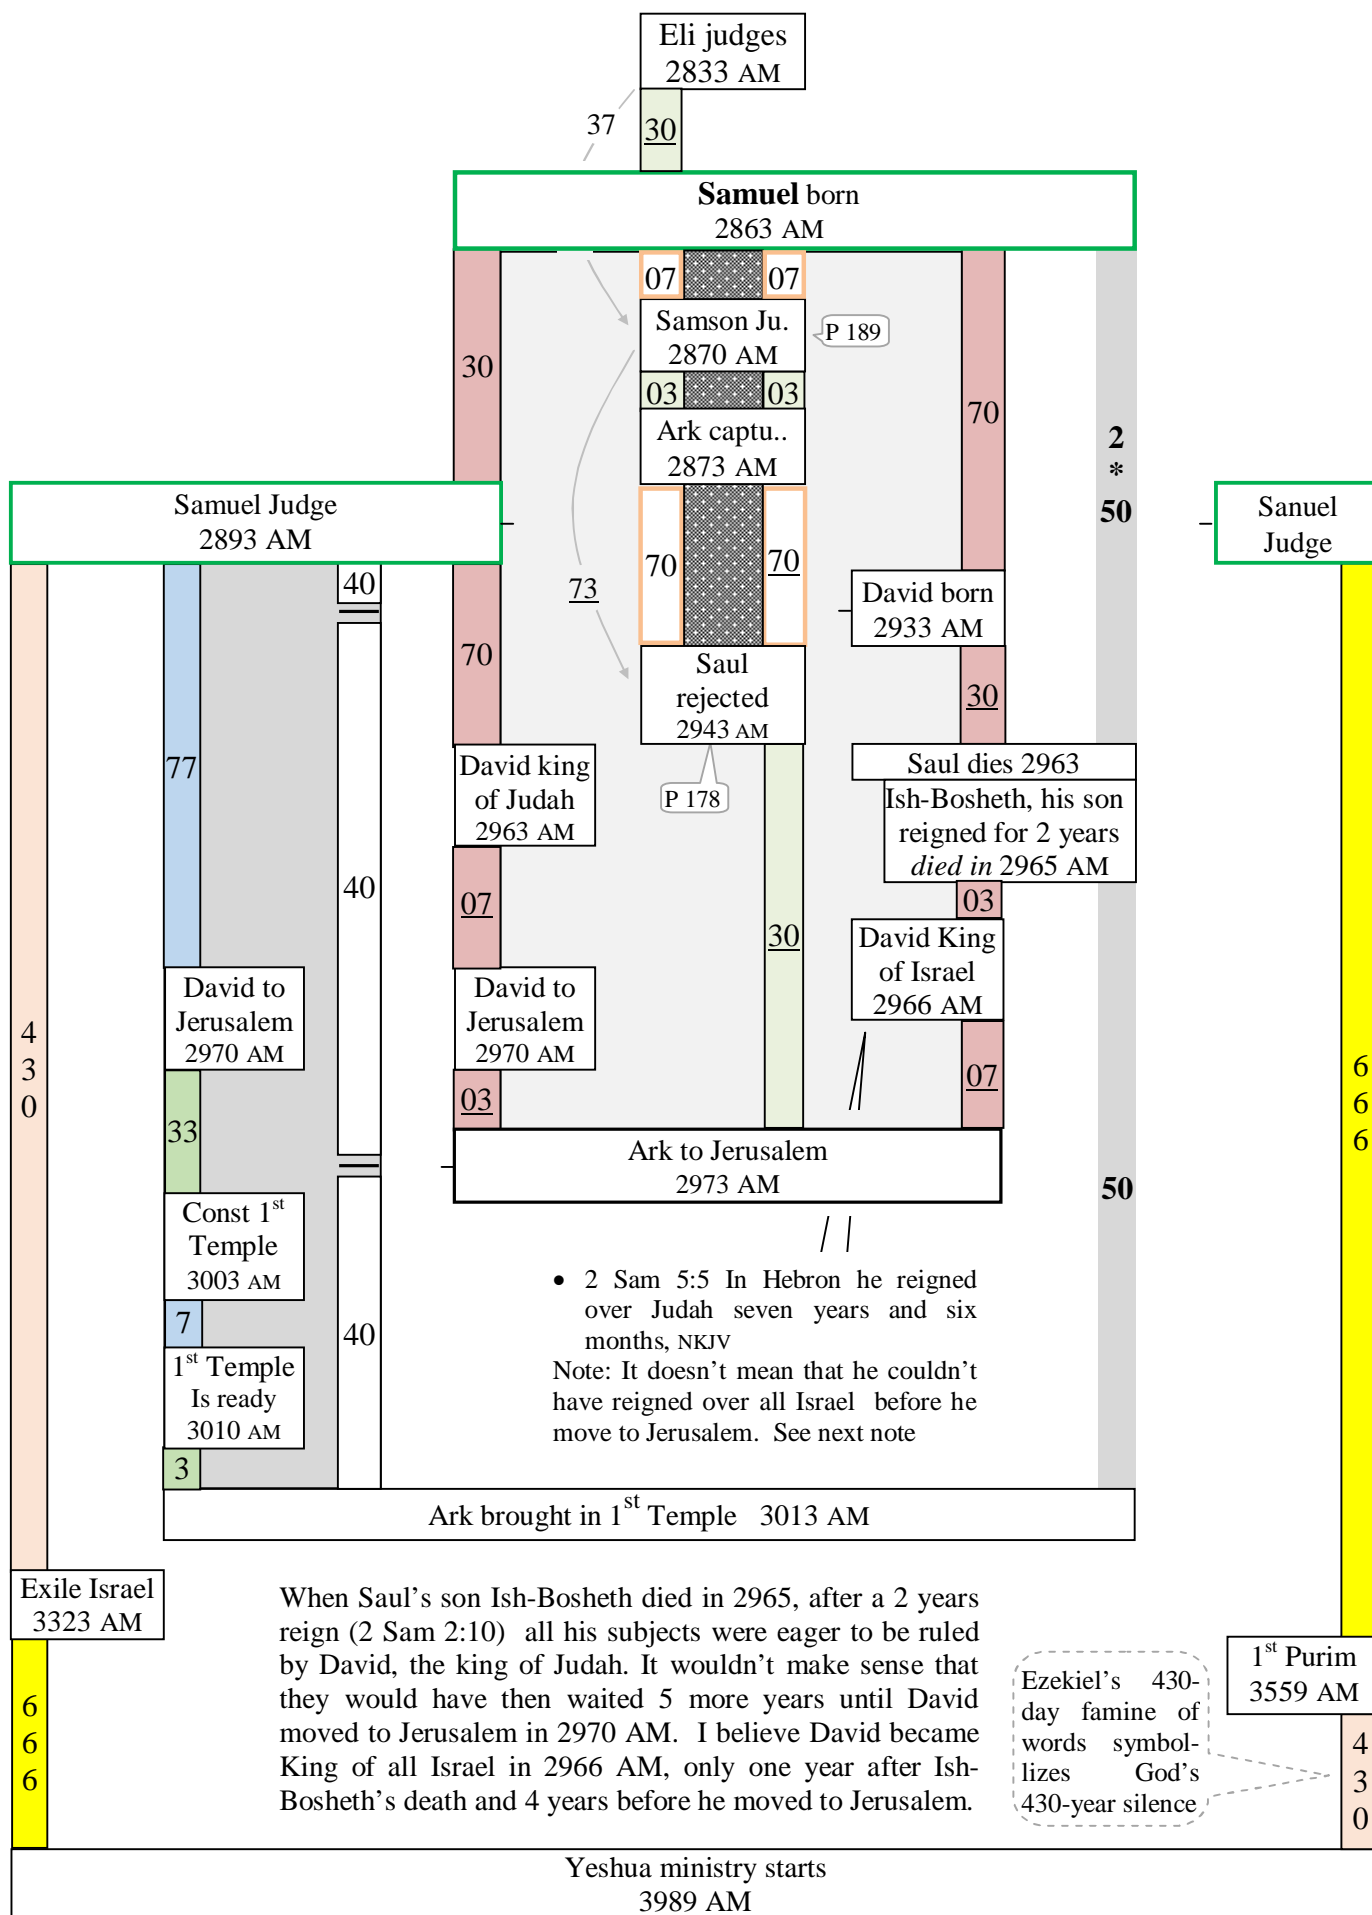 Eli judges
2833 AM
37
30
Samuel born
2863 AM
07
07
Samson Ju.
2870 AM
P 189
30
03
03
70
Ark captu..
2873 AM
2
*
50
Samuel Judge
2893 AM
Sanuel
Judge
40
70
70
73
David born
2933 AM
70
Saul
rejected
2943 AM
30
77
David king
of Judah
2963 AM
P 178
Saul dies 2963
Ish-Bosheth, his son
reigned for 2 years
died in 2965 AM
40
07
03
30
David King
of Israel
2966 AM
David to
Jerusalem
2970 AM
David to
Jerusalem
2970 AM
4
3
0
6
6
6
03
07
33
Ark to Jerusalem
2973 AM
50
Const 1st
Temple
3003 AM
• 2 Sam 5:5 In Hebron he reigned
over Judah seven years and six
months, NKJV
7
40
1st Temple
Is ready
3010 AM
Note: It doesn't mean that he couldn't
have reigned over all Israel before he
move to Jerusalem. See next note
3
Ark brought in 1st Temple 3013 AM
Exile Israel
3323 AM
When Saul's son Ish-Bosheth died in 2965, after a 2 years
reign (2 Sam 2:10) all his subjects were eager to be ruled
by David, the king of Judah. It wouldn't make sense that
they would have then waited 5 more years until David
moved to Jerusalem in 2970 AM. I believe David became
King of all Israel in 2966 AM, only one year after Ish-
Bosheth's death and 4 years before he moved to Jerusalem.
1st Purim
3559 AM
Ezekiel's 430-
day famine of
words symbol-
lizes God's
430-year silence
6
6
6
4
3
0
Yeshua ministry starts
3989 AM